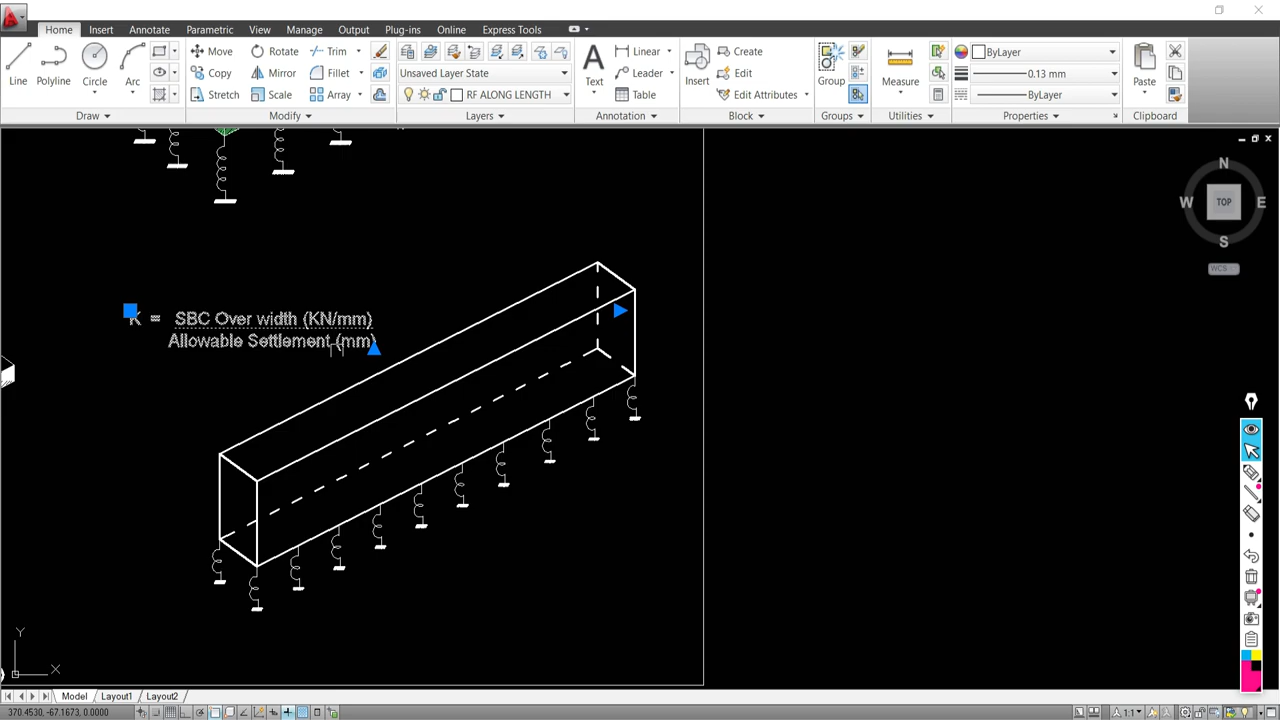 Home Insert Annotate Parametric View Manage Output Plug-ins Online Express Tools
Line Polyline Circle Arc
Move Rotate Trim
Copy Mirror Fillet
Stretch Scale Array
Unsaved Layer State
RF ALONG LENGTH
Text
Linear
Leader
Table
Insert
Create
Edit
Edit Attributes
Group
Measure
ByLayer
0.13 mm
ByLayer
Paste
Draw Modify Layers Annotation Block Groups Utilities Properties Clipboard
N
W TOP E
S
WCS
K = SBC Over width (KN/mm)
Allowable Settlement (mm)
Y
X
Model Layout1 Layout2
370.4530, -67.1673, 0.0000
1:1